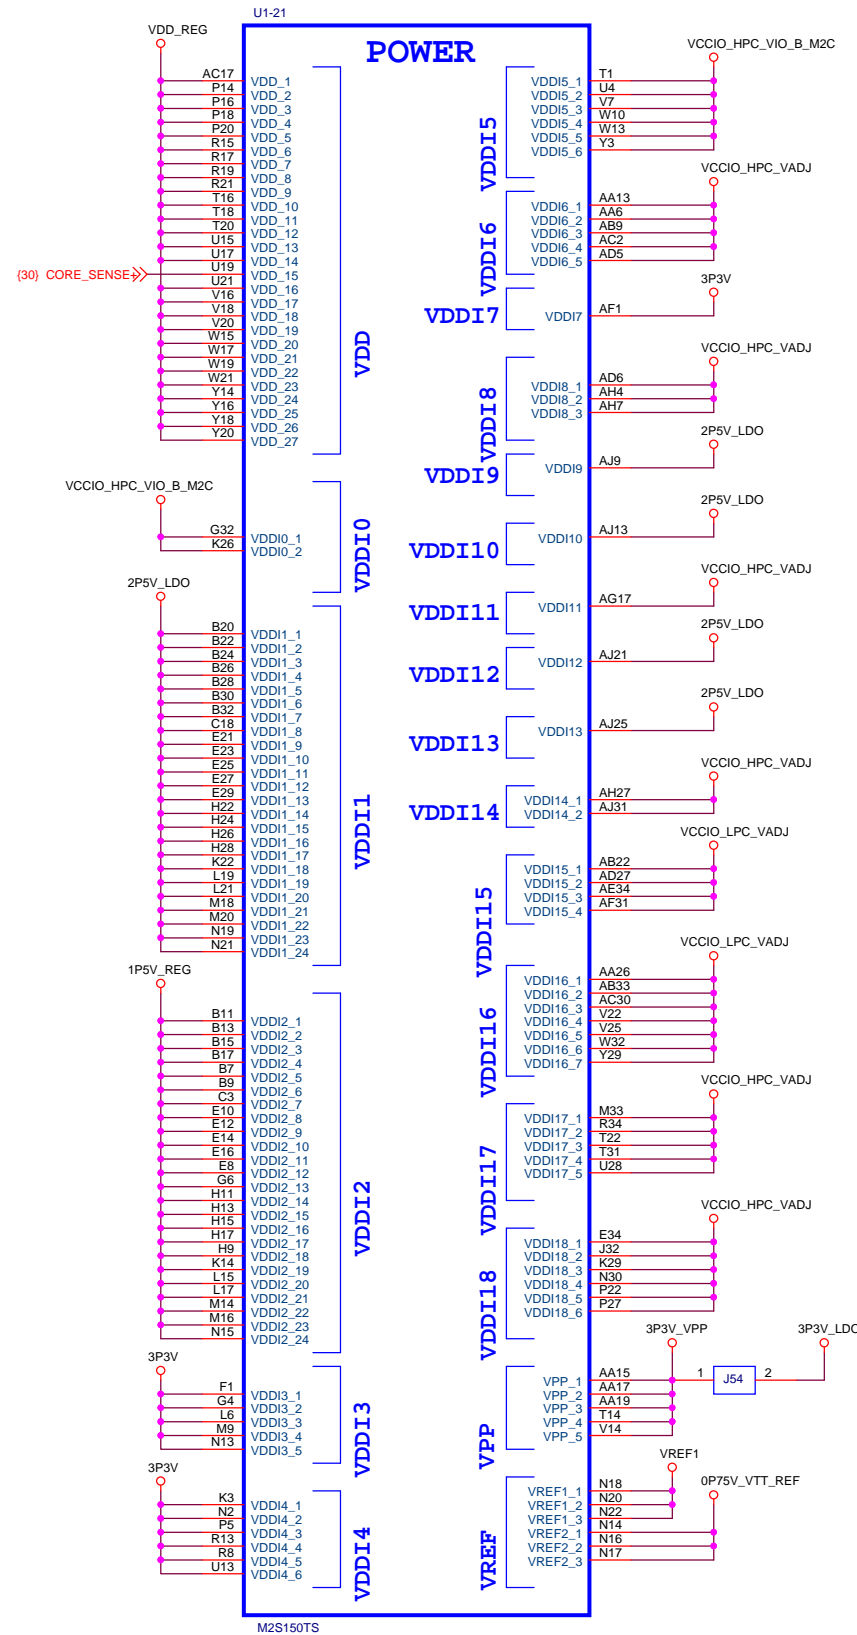 U1-21
POWER
VDD_REG
AC17 VDD_1
P14 VDD_2
P16 VDD_3
P18 VDD_4
P20 VDD_5
R15 VDD_6
R17 VDD_7
R19 VDD_8
R21 VDD_9
T16 VDD_10
T18 VDD_11
T20 VDD_12
U15 VDD_13
U17 VDD_14
{30} CORE_SENSE+ U19 VDD_15
U21 VDD_16
V16 VDD_17
V18 VDD_18
V20 VDD_19
W15 VDD_20
W17 VDD_21
W19 VDD_22
W21 VDD_23
Y14 VDD_24
Y16 VDD_25
Y18 VDD_26
Y20 VDD_27
VDD
VCCIO_HPC_VIO_B_M2C
G32 VDDI0_1
K26 VDDI0_2
VDDI0
2P5V_LDO
B20 VDDI1_1
B22 VDDI1_2
B24 VDDI1_3
B26 VDDI1_4
B28 VDDI1_5
B30 VDDI1_6
B32 VDDI1_7
C18 VDDI1_8
E21 VDDI1_9
E23 VDDI1_10
E25 VDDI1_11
E27 VDDI1_12
E29 VDDI1_13
H22 VDDI1_14
H24 VDDI1_15
H26 VDDI1_16
H28 VDDI1_17
K22 VDDI1_18
L19 VDDI1_19
L21 VDDI1_20
M18 VDDI1_21
M20 VDDI1_22
N19 VDDI1_23
N21 VDDI1_24
VDDI1
1P5V_REG
B11 VDDI2_1
B13 VDDI2_2
B15 VDDI2_3
B17 VDDI2_4
B7 VDDI2_5
B9 VDDI2_6
C3 VDDI2_7
E10 VDDI2_8
E12 VDDI2_9
E14 VDDI2_10
E16 VDDI2_11
E8 VDDI2_12
G6 VDDI2_13
H11 VDDI2_14
H13 VDDI2_15
H15 VDDI2_16
H17 VDDI2_17
H9 VDDI2_18
K14 VDDI2_19
L15 VDDI2_20
L17 VDDI2_21
M14 VDDI2_22
M16 VDDI2_23
N15 VDDI2_24
VDDI2
3P3V
F1 VDDI3_1
G4 VDDI3_2
L6 VDDI3_3
M9 VDDI3_4
N13 VDDI3_5
VDDI3
3P3V
K3 VDDI4_1
N2 VDDI4_2
P5 VDDI4_3
R13 VDDI4_4
R8 VDDI4_5
U13 VDDI4_6
VDDI4
VCCIO_HPC_VIO_B_M2C
VDDI5_1 T1
VDDI5_2 U4
VDDI5_3 V7
VDDI5_4 W10
VDDI5_5 W13
VDDI5_6 Y3
VDDI5
VCCIO_HPC_VADJ
VDDI6_1 AA13
VDDI6_2 AA6
VDDI6_3 AB9
VDDI6_4 AC2
VDDI6_5 AD5
VDDI6
3P3V
VDDI7 VDDI7 AF1
VCCIO_HPC_VADJ
VDDI8_1 AD6
VDDI8_2 AH4
VDDI8_3 AH7
VDDI8
2P5V_LDO
VDDI9 VDDI9 AJ9
2P5V_LDO
VDDI10 VDDI10 AJ13
VCCIO_HPC_VADJ
VDDI11 VDDI11 AG17
2P5V_LDO
VDDI12 VDDI12 AJ21
2P5V_LDO
VDDI13 VDDI13 AJ25
VCCIO_HPC_VADJ
VDDI14_1 AH27
VDDI14_2 AJ31
VDDI14
VCCIO_LPC_VADJ
VDDI15_1 AB22
VDDI15_2 AD27
VDDI15_3 AE34
VDDI15_4 AF31
VDDI15
VCCIO_LPC_VADJ
VDDI16_1 AA26
VDDI16_2 AB33
VDDI16_3 AC30
VDDI16_4 V22
VDDI16_5 V25
VDDI16_6 W32
VDDI16_7 Y29
VDDI16
VCCIO_HPC_VADJ
VDDI17_1 M33
VDDI17_2 R34
VDDI17_3 T22
VDDI17_4 T31
VDDI17_5 U28
VDDI17
VCCIO_HPC_VADJ
VDDI18_1 E34
VDDI18_2 J32
VDDI18_3 K29
VDDI18_4 N30
VDDI18_5 P22
VDDI18_6 P27
VDDI18
3P3V_VPP 3P3V_LDO
VPP_1 AA15 1 J54 2
VPP_2 AA17
VPP_3 AA19
VPP_4 T14
VPP_5 V14
VPP
VREF1
0P75V_VTT_REF
VREF1_1 N18
VREF1_2 N20
VREF1_3 N22
VREF2_1 N14
VREF2_2 N16
VREF2_3 N17
VREF
M2S150TS